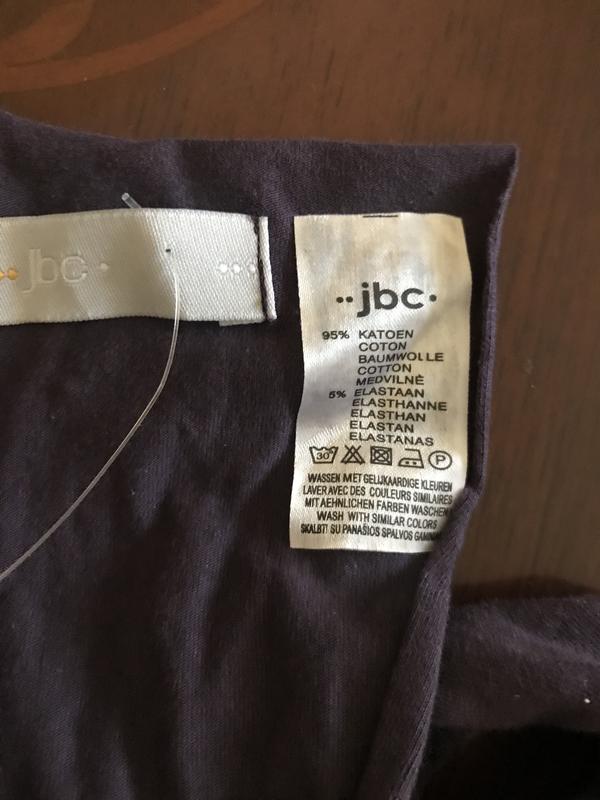 jbc
··jbc·
95% KATOEN
COTON
BAUMWOLLE
COTTON
MEDVILNĖ
5% ELASTAAN
ELASTHANNE
ELASTHAN
ELASTAN
ELASTANAS
30° P
WASSEN MET GELIJKAARDIGE KLEUREN
LAVER AVEC DES COULEURS SIMILAIRES
MIT AEHNLICHEN FARBEN WASCHEN
WASH WITH SIMILAR COLORS
SKALBTI SU PANAŠIOS SPALVOS